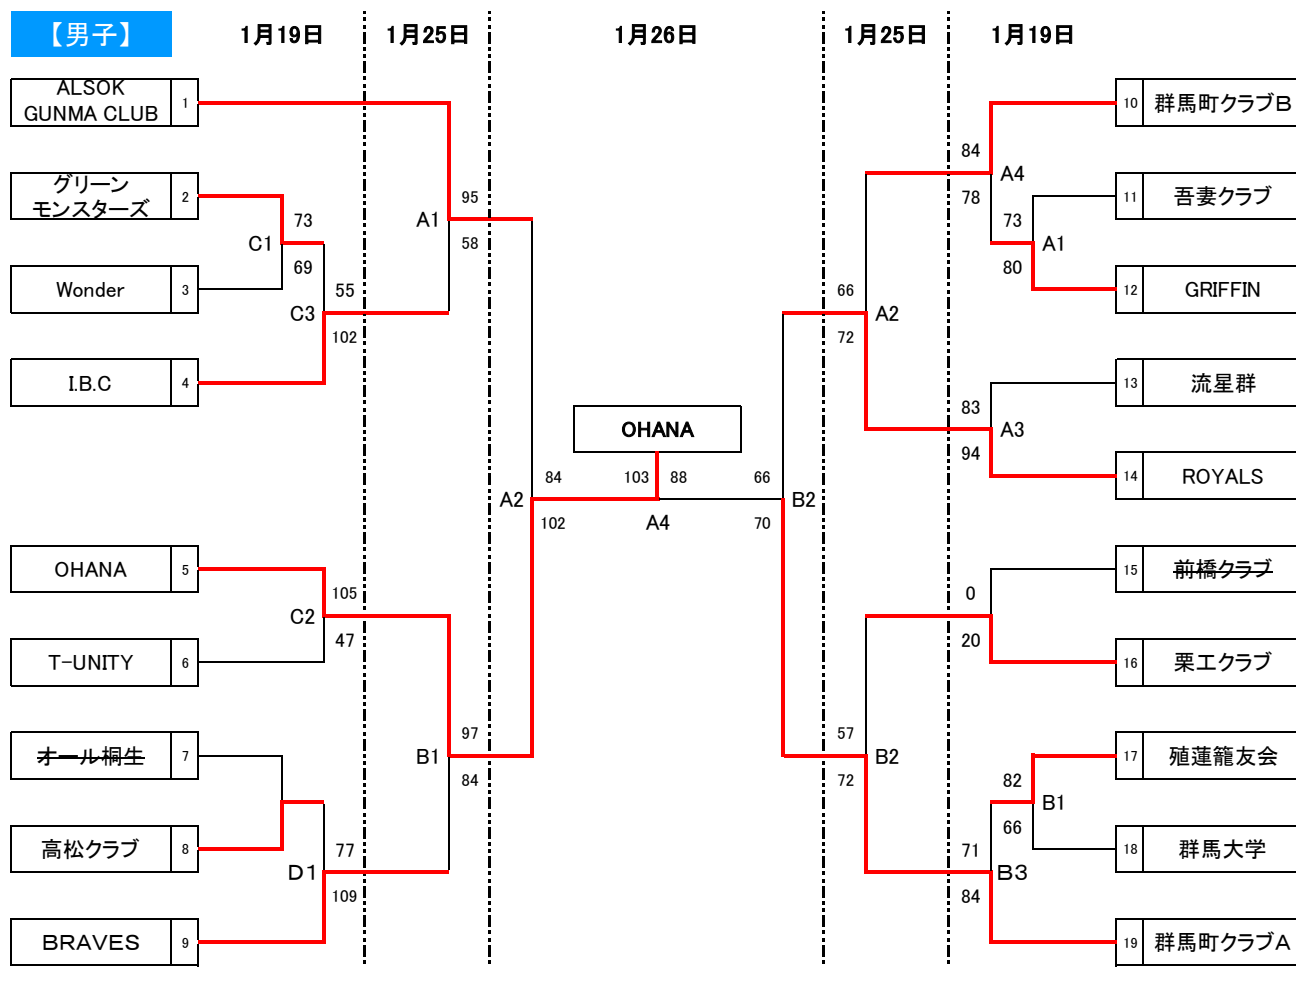 【男子】
1月19日
1月25日
1月26日
1月25日
1月19日
ALSOK
GUNMA CLUB
1
グリーン
モンスターズ
2
Wonder
3
I.B.C
4
OHANA
5
T-UNITY
6
オール桐生
7
高松クラブ
8
BRAVES
9
C1
73
69
C3
55
102
C2
105
47
D1
77
109
A1
95
58
B1
97
84
A2
84
102
OHANA
103
88
A4
66
70
B2
66
72
A2
57
72
B2
84
78
A4
73
80
A1
83
94
A3
0
20
82
66
B1
71
84
B3
10
群馬町クラブB
11
吾妻クラブ
12
GRIFFIN
13
流星群
14
ROYALS
15
前橋クラブ
16
栗工クラブ
17
殖蓮籠友会
18
群馬大学
19
群馬町クラブA